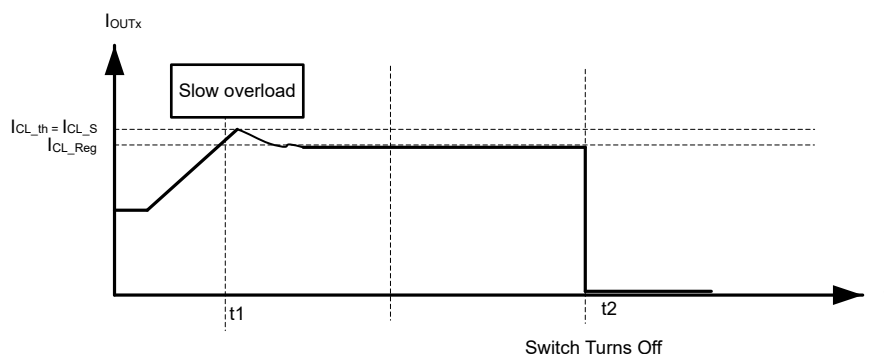 IOUTx
Slow overload
ICL_th = ICL_S
ICL_Reg
t1
t2
Switch Turns Off